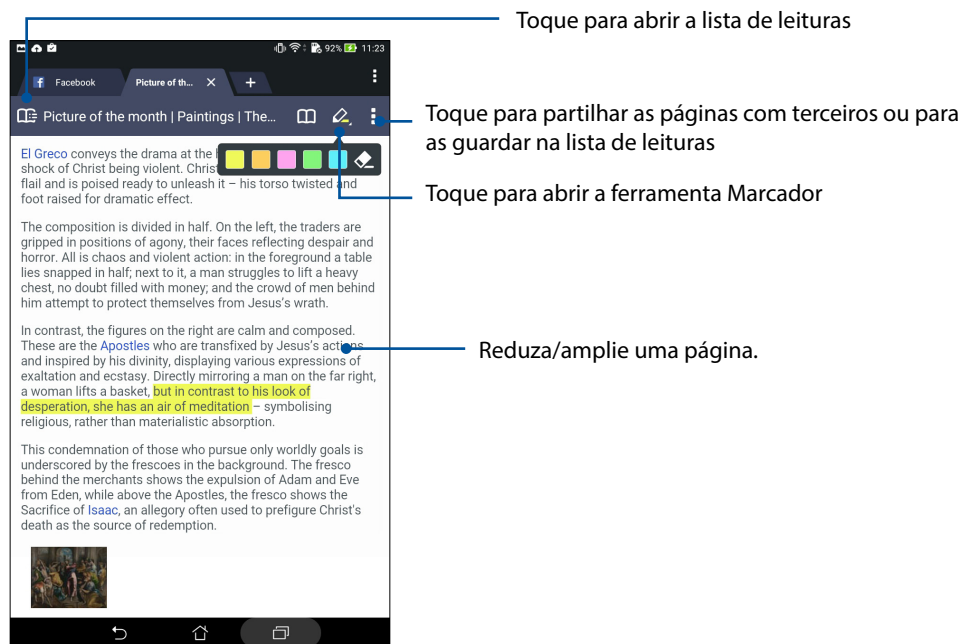 Toque para abrir a lista de leituras
92% 11:23
Facebook
Picture of th...
Picture of the month | Paintings | The...
Toque para partilhar as páginas com terceiros ou para
as guardar na lista de leituras
Toque para abrir a ferramenta Marcador
El Greco conveys the drama at the
shock of Christ being violent. Christ
flail and is poised ready to unleash it – his torso twisted and
foot raised for dramatic effect.
The composition is divided in half. On the left, the traders are
gripped in positions of agony, their faces reflecting despair and
horror. All is chaos and violent action: in the foreground a table
lies snapped in half; next to it, a man struggles to lift a heavy
chest, no doubt filled with money; and the crowd of men behind
him attempt to protect themselves from Jesus's wrath.
In contrast, the figures on the right are calm and composed.
These are the Apostles who are transfixed by Jesus's actions
and inspired by his divinity, displaying various expressions of
exaltation and ecstasy. Directly mirroring a man on the far right,
a woman lifts a basket, but in contrast to his look of
desperation, she has an air of meditation – symbolising
religious, rather than materialistic absorption.
Reduza/amplie uma página.
This condemnation of those who pursue only worldly goals is
underscored by the frescoes in the background. The fresco
behind the merchants shows the expulsion of Adam and Eve
from Eden, while above the Apostles, the fresco shows the
Sacrifice of Isaac, an allegory often used to prefigure Christ's
death as the source of redemption.